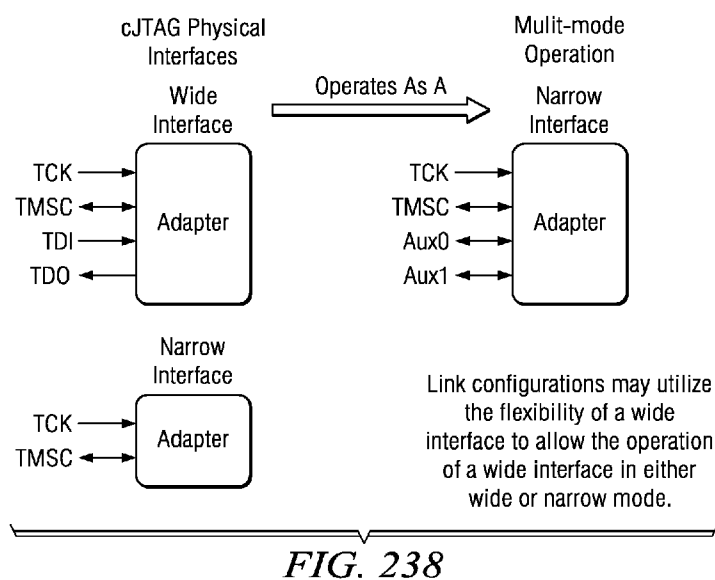 cJTAG Physical
Interfaces
Wide
Interface
TCK
TMSC
TDI
TDO
Adapter
Operates As A
Mulit-mode
Operation
Narrow
Interface
TCK
TMSC
Aux0
Aux1
Adapter
Narrow
Interface
TCK
TMSC
Adapter
Link configurations may utilize
the flexibility of a wide
interface to allow the operation
of a wide interface in either
wide or narrow mode.
FIG. 238